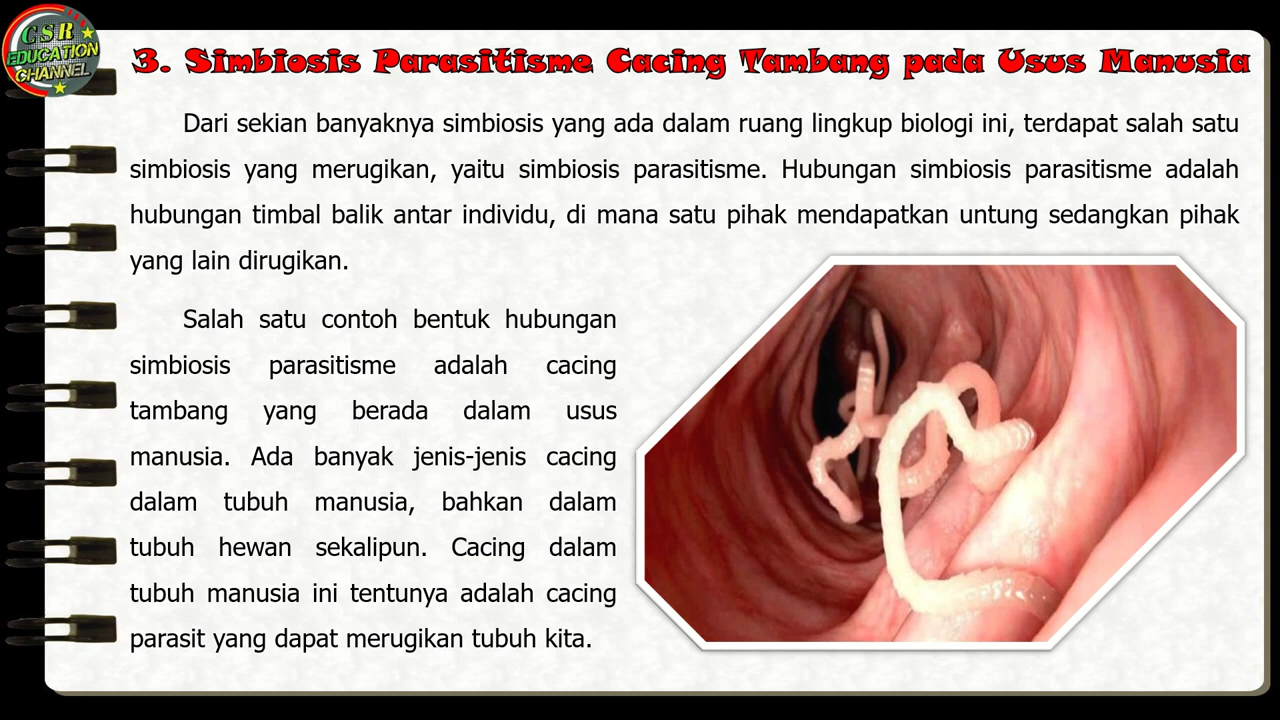 CSR
EDUCATION
CHANNEL
3. Simbiosis Parasitisme Cacing Tambang pada Usus Manusia
Dari sekian banyaknya simbiosis yang ada dalam ruang lingkup biologi ini, terdapat salah satu
simbiosis yang merugikan, yaitu simbiosis parasitisme. Hubungan simbiosis parasitisme adalah
hubungan timbal balik antar individu, di mana satu pihak mendapatkan untung sedangkan pihak
yang lain dirugikan.
Salah satu contoh bentuk hubungan
simbiosis parasitisme adalah cacing
tambang yang berada dalam usus
manusia. Ada banyak jenis-jenis cacing
dalam tubuh manusia, bahkan dalam
tubuh hewan sekalipun. Cacing dalam
tubuh manusia ini tentunya adalah cacing
parasit yang dapat merugikan tubuh kita.